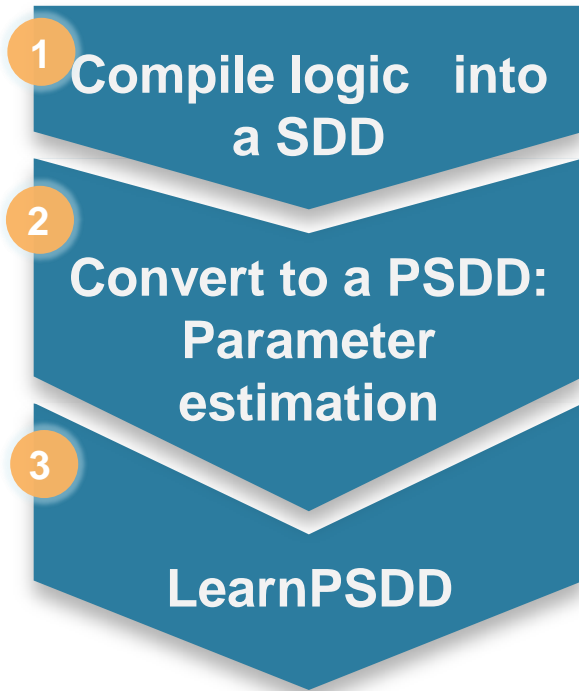 1
Compile logic into
a SDD
2
Convert to a PSDD:
Parameter
estimation
3
LearnPSDD